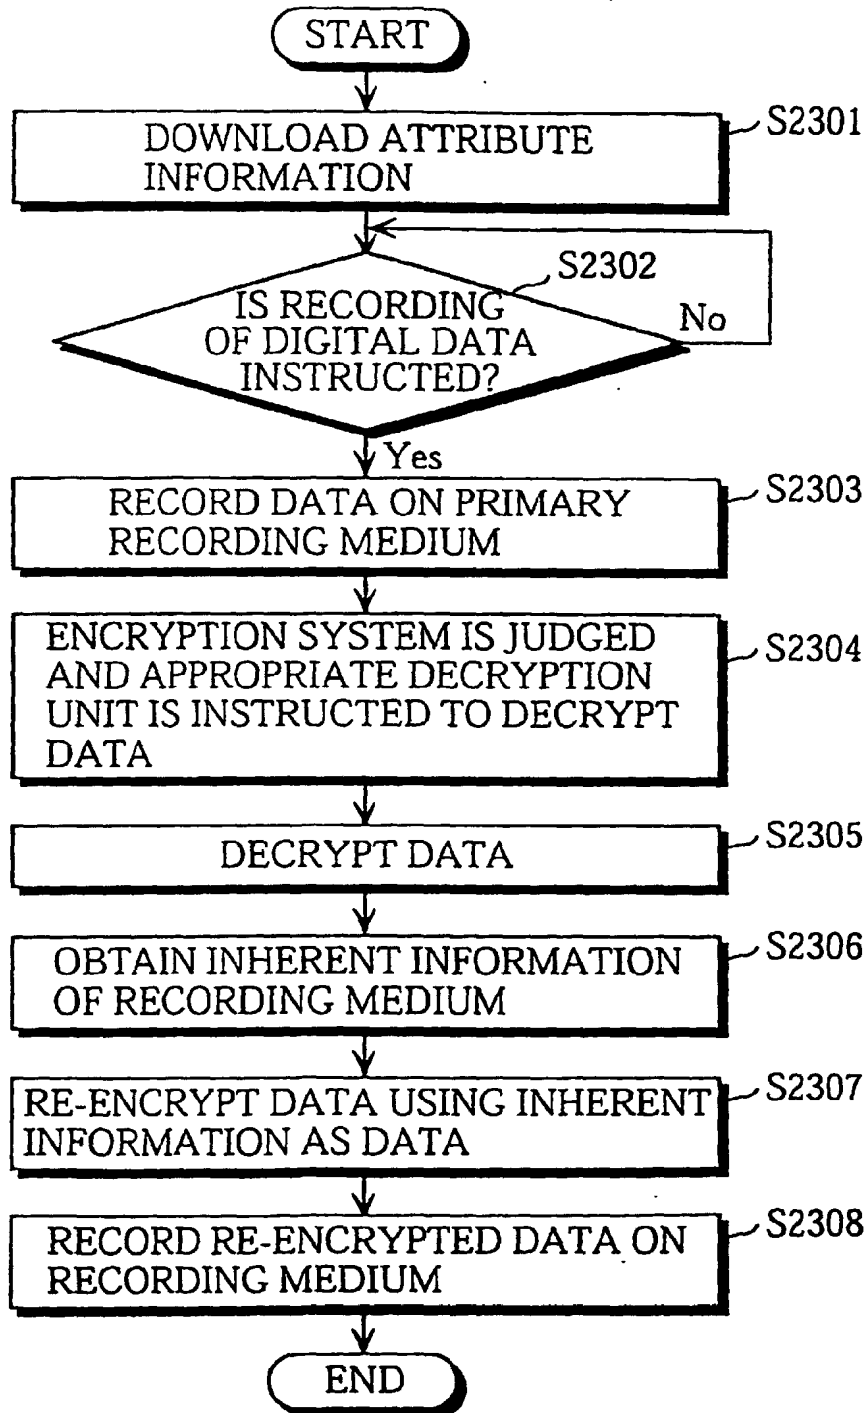 START
DOWNLOAD ATTRIBUTE
INFORMATION
S2301
S2302
IS RECORDING
OF DIGITAL DATA
INSTRUCTED?
No
Yes
RECORD DATA ON PRIMARY
RECORDING MEDIUM
S2303
ENCRYPTION SYSTEM IS JUDGED
AND APPROPRIATE DECRYPTION
UNIT IS INSTRUCTED TO DECRYPT
DATA
S2304
DECRYPT DATA
S2305
OBTAIN INHERENT INFORMATION
OF RECORDING MEDIUM
S2306
RE-ENCRYPT DATA USING INHERENT
INFORMATION AS DATA
S2307
RECORD RE-ENCRYPTED DATA ON
RECORDING MEDIUM
S2308
END